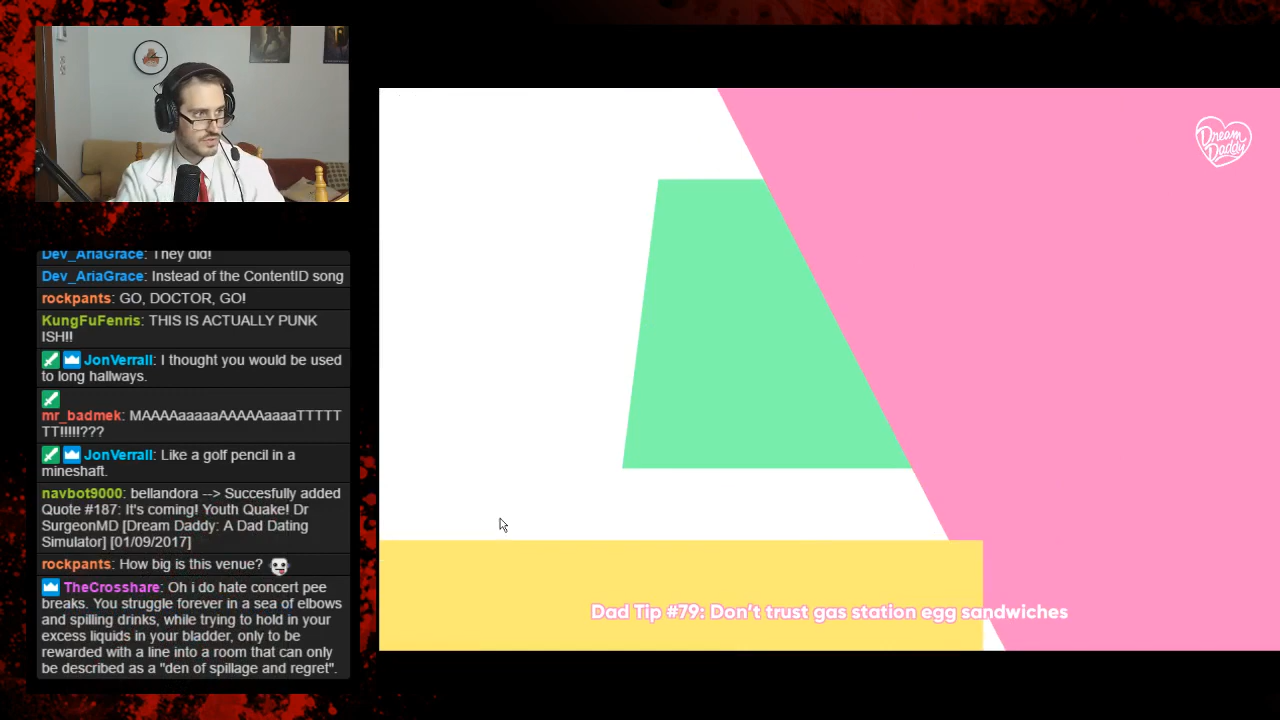 Dev_AriaGrace: They did!
Dev_AriaGrace: Instead of the ContentID song
rockpants: GO, DOCTOR, GO!
KungFuFenris: THIS IS ACTUALLY PUNK
ISH!!
JonVerrall: I thought you would be used
to long hallways.
mr_badmek: MAAAAaaaaaAAAAAaaaaTTTTT
TT!!!!!???
JonVerrall: Like a golf pencil in a
mineshaft.
navbot9000: bellandora --> Succesfully added
Quote #187: It's coming! Youth Quake! Dr
SurgeonMD [Dream Daddy: A Dad Dating
Simulator] [01/09/2017]
rockpants: How big is this venue?
TheCrosshare: Oh i do hate concert pee
breaks. You struggle forever in a sea of elbows
and spilling drinks, while trying to hold in your
excess liquids in your bladder, only to be
rewarded with a line into a room that can only
be described as a "den of spillage and regret".
Dream
Daddy
Dad Tip #79: Don't trust gas station egg sandwiches